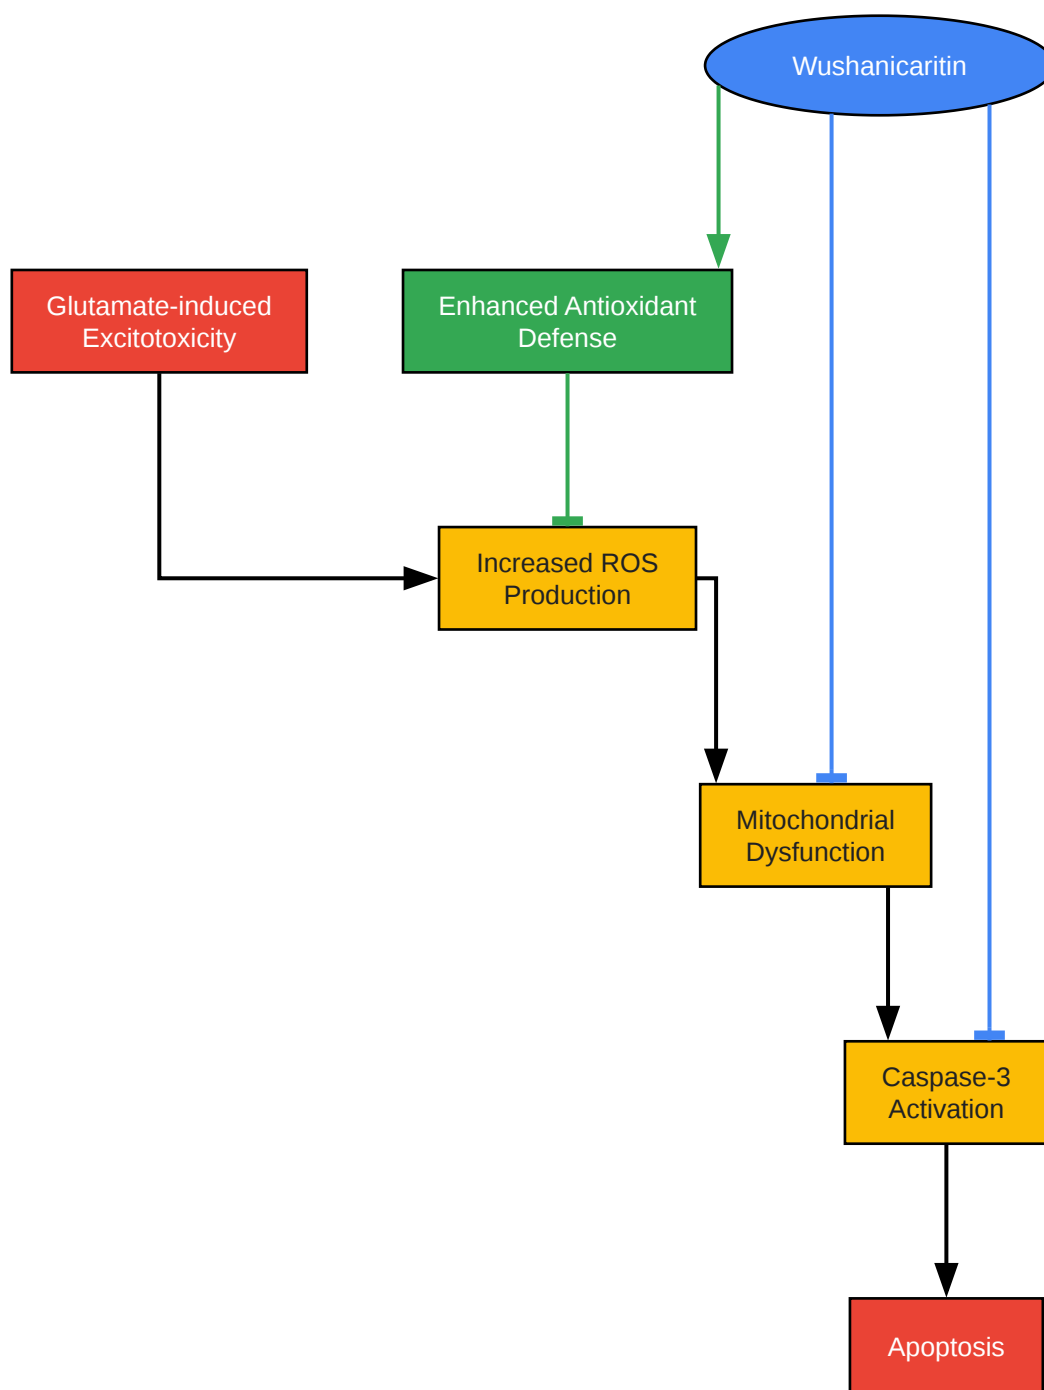 Wushanicaritin
Glutamate-induced
Excitotoxicity
Enhanced Antioxidant
Defense
Increased ROS
Production
Mitochondrial
Dysfunction
Caspase-3
Activation
Apoptosis